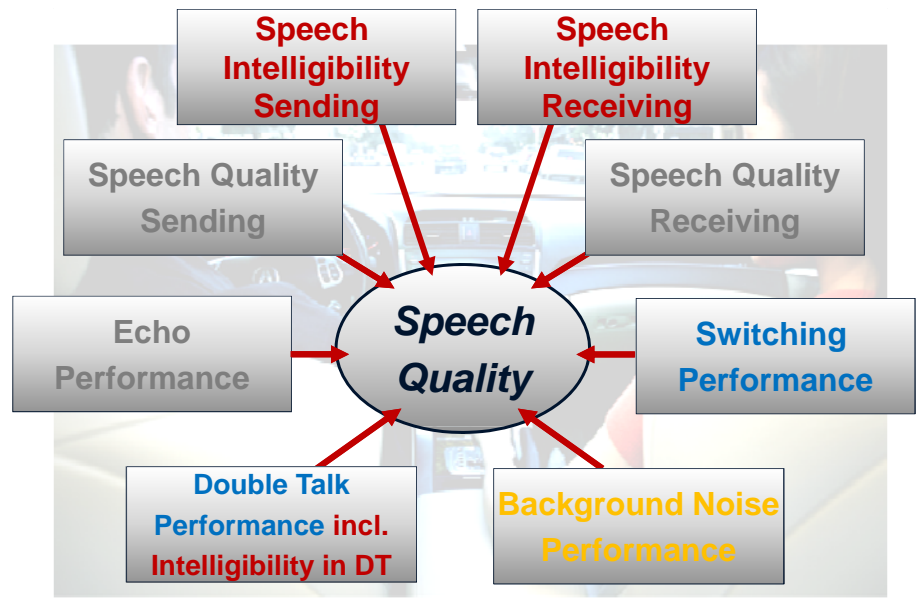 Speech
Intelligibility
Sending
Speech
Intelligibility
Receiving
Speech Quality
Sending
Speech Quality
Receiving
Echo
Performance
Speech
Quality
Switching
Performance
Double Talk
Performance incl.
Intelligibility in DT
Background Noise
Performance